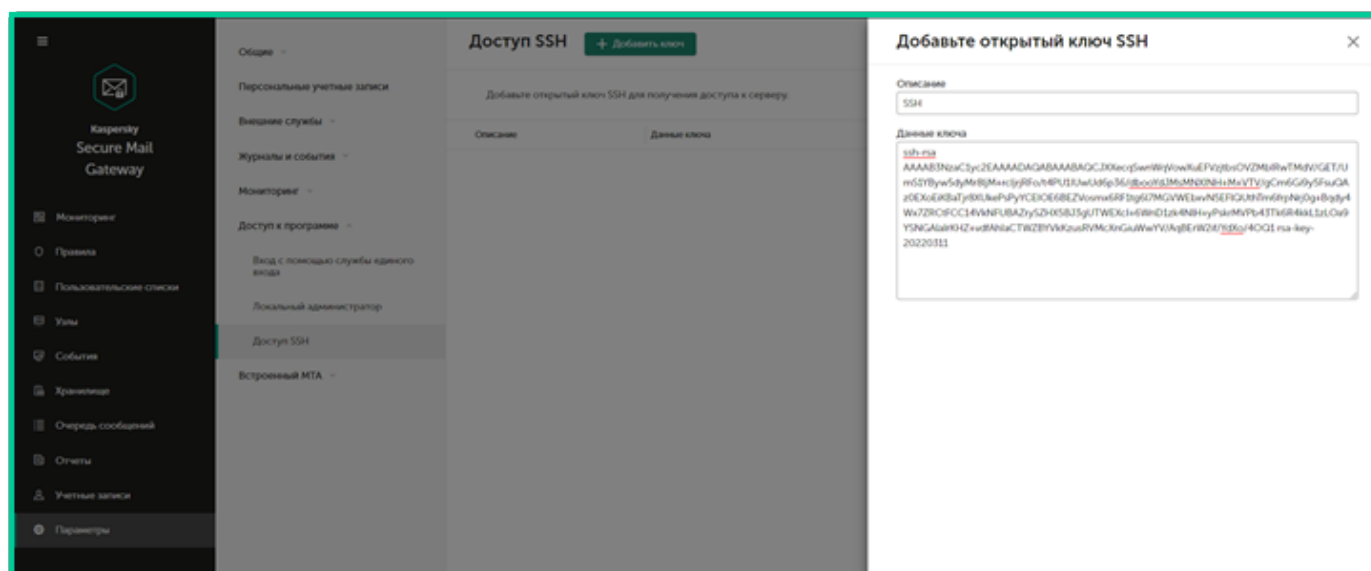 Kaspersky
Secure Mail
Gateway
Мониторинг
Правила
Пользовательские списки
Узлы
События
Хранилище
Очередь сообщений
Отчеты
Учетные записи
Параметры
Общие
Персональные учетные записи
Внешние службы
Журналы и события
Мониторинг
Доступ к программе
Вход с помощью службы единого
входа
Локальный администратор
Доступ SSH
Встроенный MTA
Доступ SSH
+ Добавить ключ
Добавьте открытый ключ SSH для получения доступа к серверу.
Описание Данные ключа
Добавьте открытый ключ SSH
Описание
SSH
Данные ключа
ssh-rsa
rsa-key-
20220311